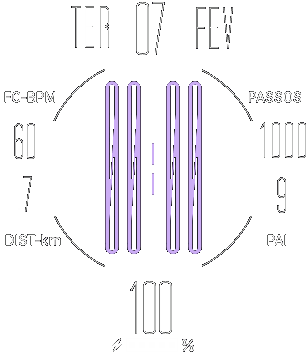 TER 07 FEV
FC-BPM
PASSOS
60
1000
7
9
DIST-km
PAI
100
%